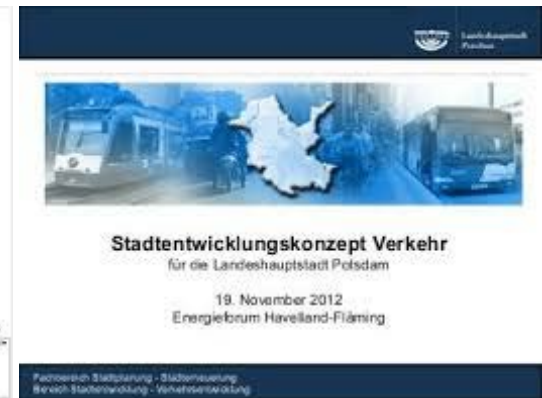 Landeshauptstadt
Potsdam
Stadtentwicklungskonzept Verkehr
für die Landeshauptstadt Potsdam
19. November 2012
Energieforum Havelland-Fläming
Fachbereich Stadtplanung - Stadterneuerung
Bereich Stadtentwicklung - Verkehrsentwicklung